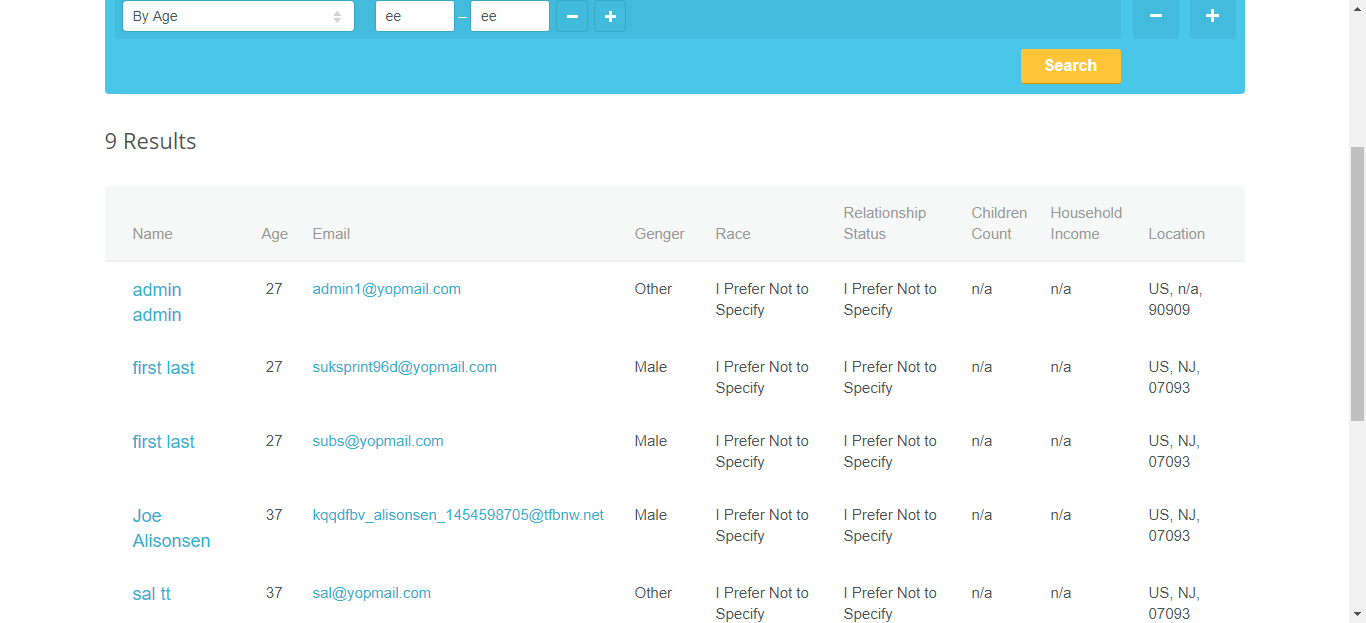 By Age ee – ee − + − +
Search
9 Results
Relationship Children Household
Name Age Email Genger Race Status Count Income Location
admin 27 admin1@yopmail.com Other I Prefer Not to I Prefer Not to n/a n/a US, n/a,
admin Specify Specify 90909
first last 27 suksprint96d@yopmail.com Male I Prefer Not to I Prefer Not to n/a n/a US, NJ,
Specify Specify 07093
first last 27 subs@yopmail.com Male I Prefer Not to I Prefer Not to n/a n/a US, NJ,
Specify Specify 07093
Joe 37 kqqdfbv_alisonsen_1454598705@tfbnw.net Male I Prefer Not to I Prefer Not to n/a n/a US, NJ,
Alisonsen Specify Specify 07093
sal tt 37 sal@yopmail.com Other I Prefer Not to I Prefer Not to n/a n/a US, NJ,
Specify Specify 07093